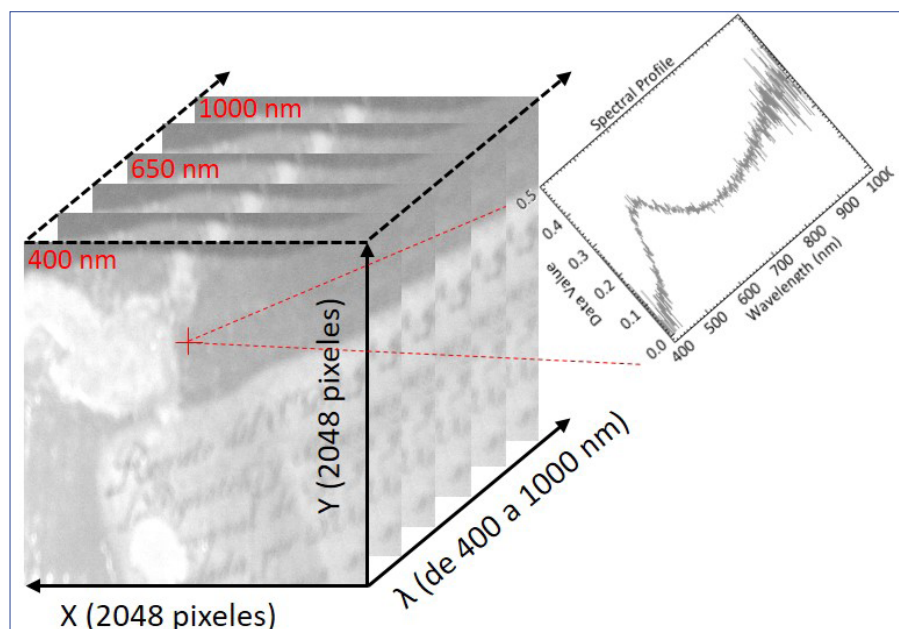 1000 nm
650 nm
400 nm
Y (2048 pixeles)
X (2048 pixeles)
λ (de 400 a 1000 nm)
Spectral Profile
0.5
0.4
0.3
0.2
0.1
0.0
Data Value
400
500
600
700
800
900
100
Wavelength (nm)